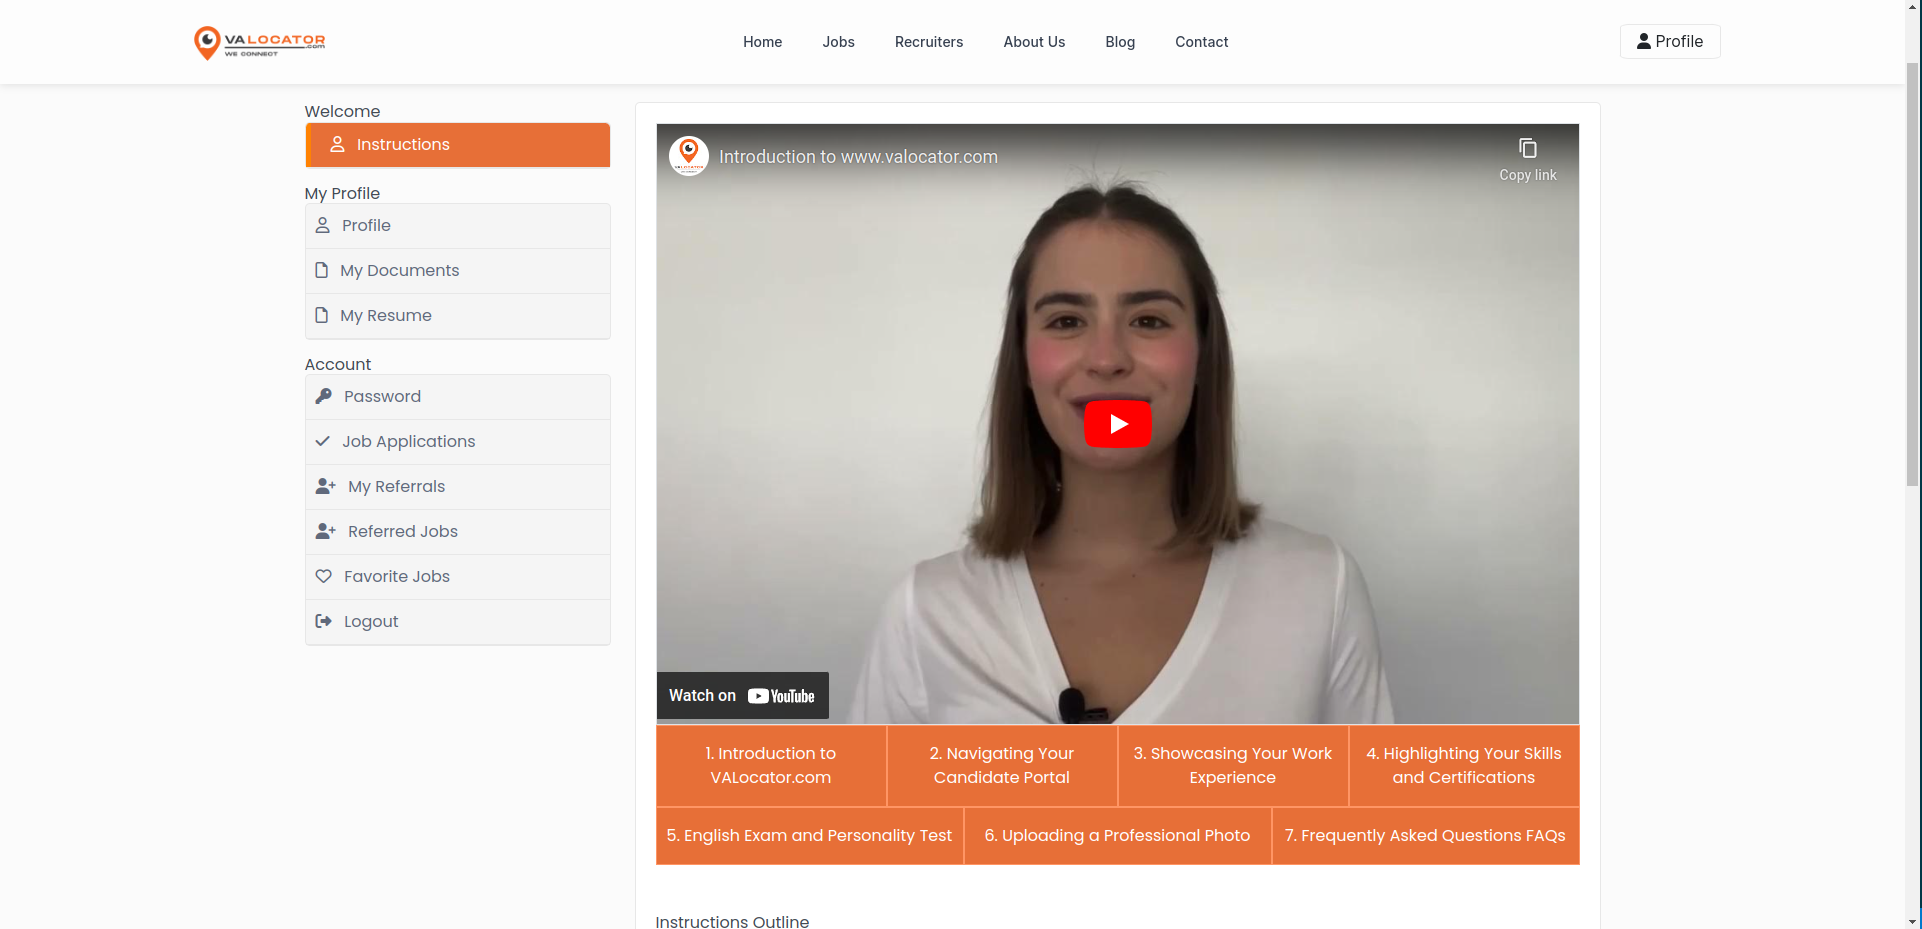 VALOCATOR
.com
WE CONNECT
Home
Jobs
Recruiters
About Us
Blog
Contact
Profile
Welcome
Instructions
My Profile
Profile
My Documents
My Resume
Account
Password
Job Applications
My Referrals
Referred Jobs
Favorite Jobs
Logout
Introduction to www.valocator.com
Copy link
Watch on YouTube
1. Introduction to
VALocator.com
2. Navigating Your
Candidate Portal
3. Showcasing Your Work
Experience
4. Highlighting Your Skills
and Certifications
5. English Exam and Personality Test
6. Uploading a Professional Photo
7. Frequently Asked Questions FAQs
Instructions Outline